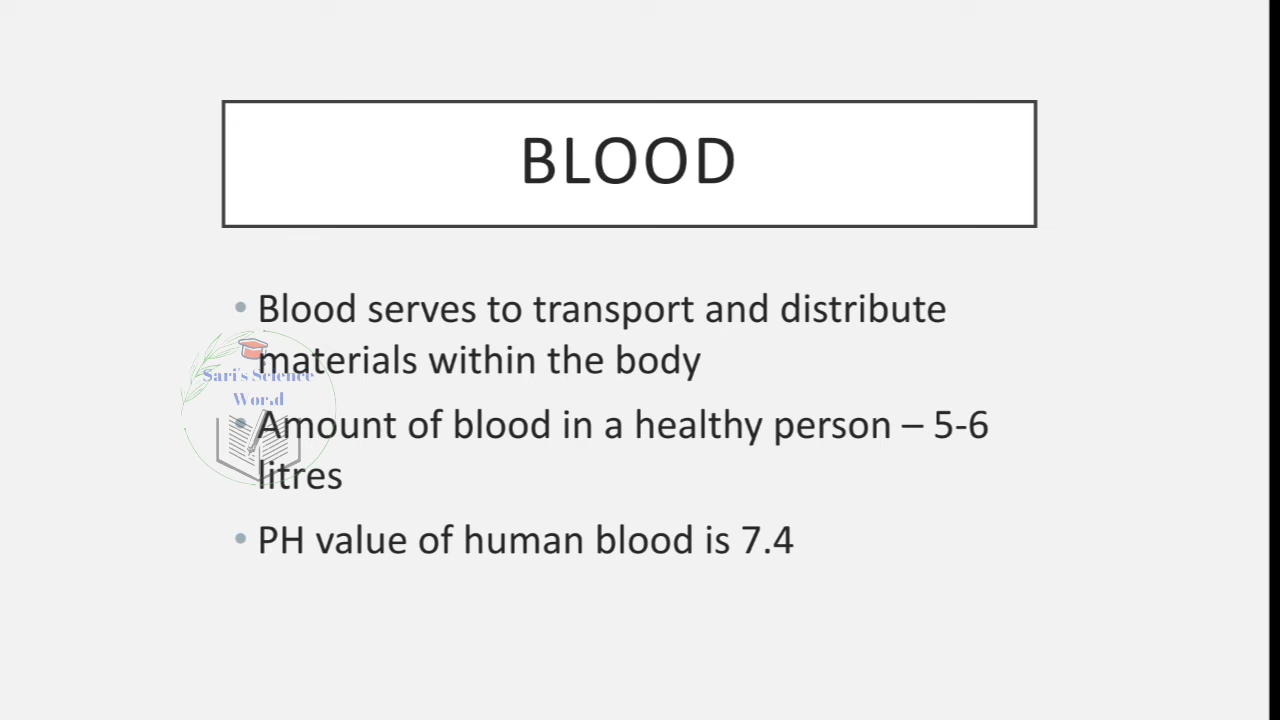 BLOOD
• Blood serves to transport and distribute
materials within the body
Sari's Science
World
• Amount of blood in a healthy person – 5-6
litres
• PH value of human blood is 7.4